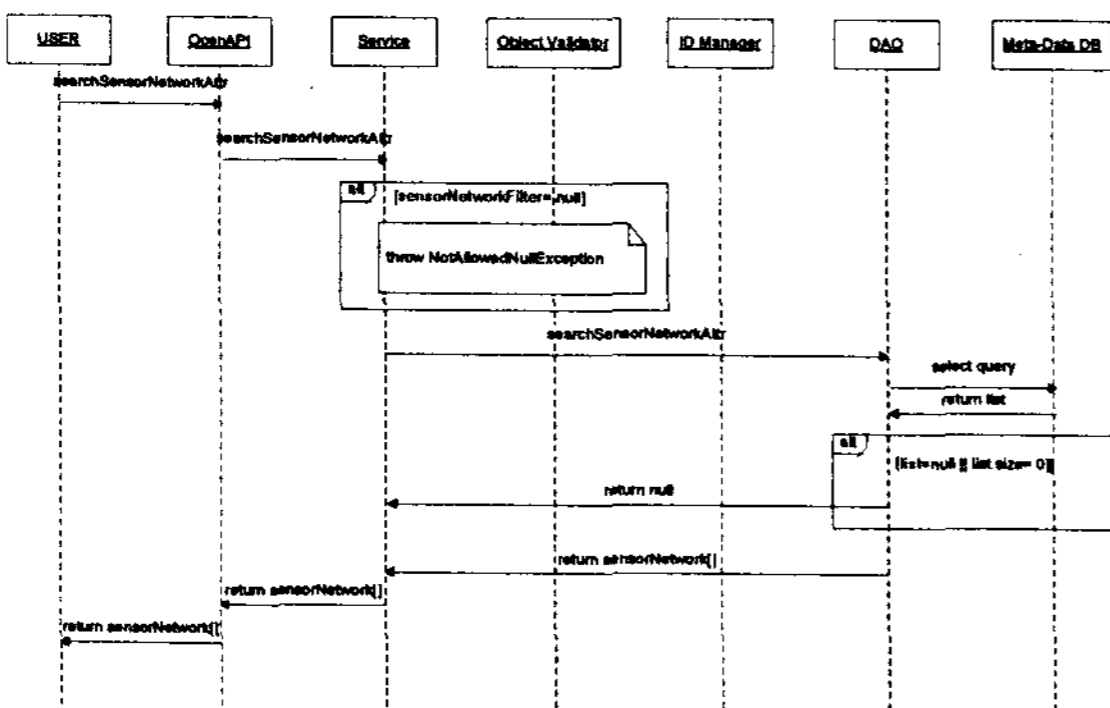 USER
OpenAPI
Service
Object Validator
ID Manager
DAO
Meta-Data DB
searchSensorNetworkAttr
searchSensorNetworkAttr
alt
[sensorNetworkFilter= null]
throw NotAllowedNullException
searchSensorNetworkAttr
select query
return list
alt
[list=null || list size= 0]
return null
return sensorNetwork[]
return sensorNetwork[]
return sensorNetwork[]